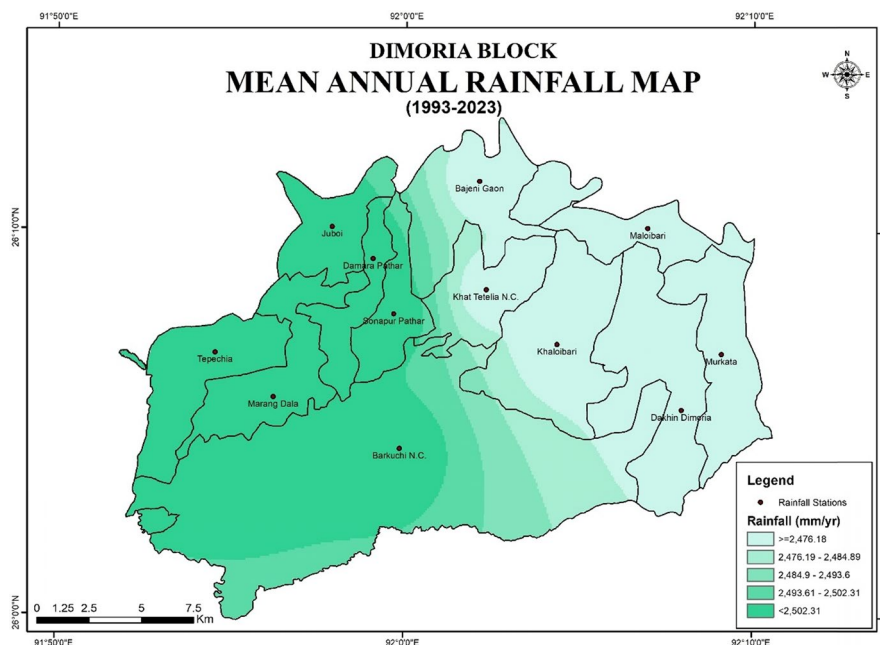 91°50'0"E
92°0'0"E
92°10'0"E
DIMORIA BLOCK
MEAN ANNUAL RAINFALL MAP
(1993-2023)
N
W
E
S
26°10'0"N
Bajeni Gaon
Juboi
Maloibari
Damara Pathar
Khat Tetelia N.C.
Sonapur Pathar
Khaloibari
Tepechia
Murkata
Marang Dala
Dakhin Dimoria
Barkuchi N.C.
Legend
Rainfall Stations
Rainfall (mm/yr)
>=2,476.18
2,476.19 - 2,484.89
2,484.9 - 2,493.6
2,493.61 - 2,502.31
<2,502.31
26°0'0"N
0 1.25 2.5 5 7.5
Km
91°50'0"E
92°0'0"E
92°10'0"E